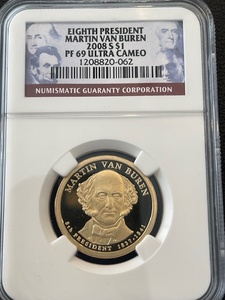 EIGHTH PRESIDENT
MARTIN VAN BUREN
2008 S $1
PF 69 ULTRA CAMEO
1208820-062
NUMISMATIC GUARANTY CORPORATION
MARTIN VAN BUREN
8th PRESIDENT 1837-1841